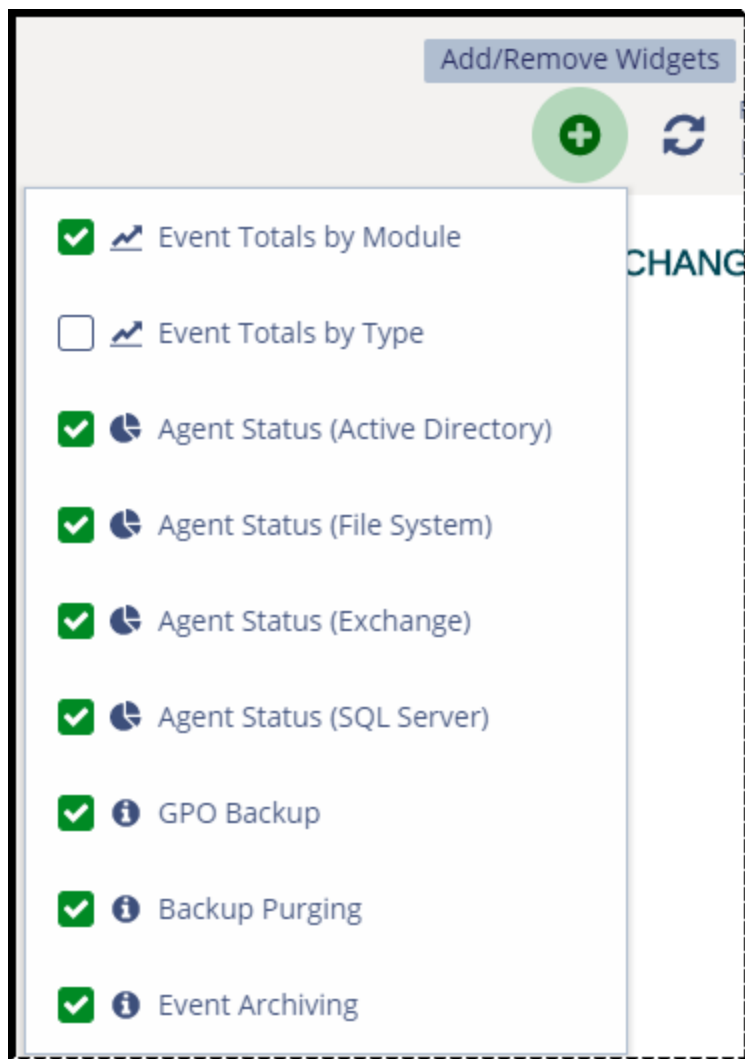 Add/Remove Widgets
Event Totals by Module
CHANG
Event Totals by Type
Agent Status (Active Directory)
Agent Status (File System)
Agent Status (Exchange)
Agent Status (SQL Server)
GPO Backup
Backup Purging
Event Archiving